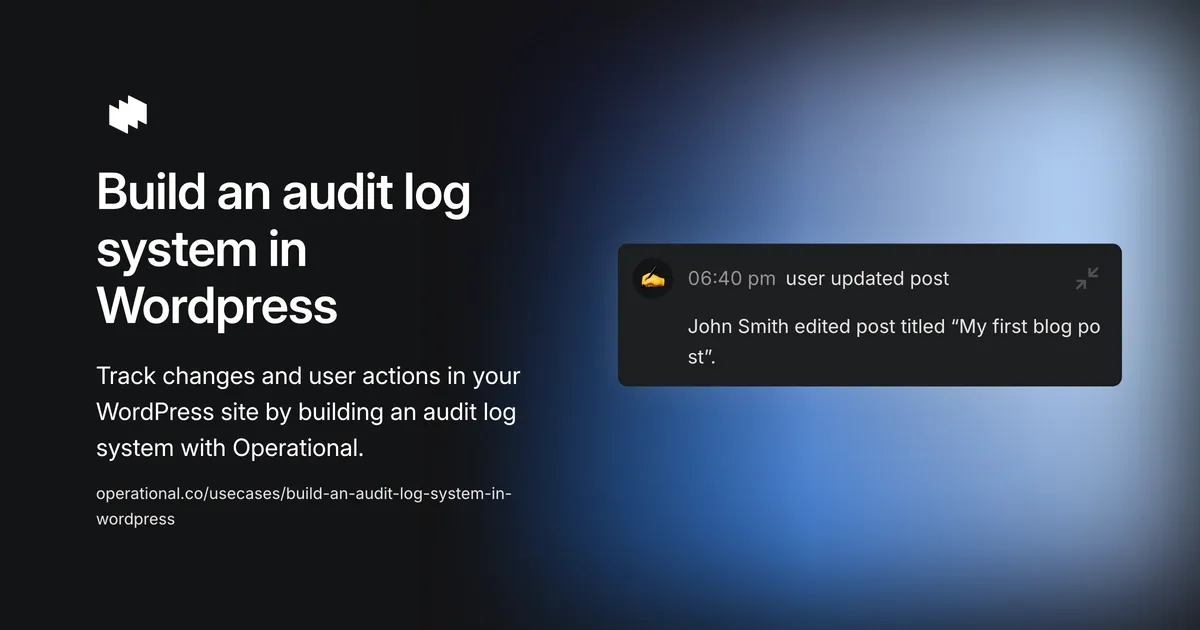 Build an audit log
system in
Wordpress
Track changes and user actions in your
WordPress site by building an audit log
system with Operational.
operational.co/usecases/build-an-audit-log-system-in-
wordpress
06:40 pm user updated post
John Smith edited post titled “My first blog po
st”.